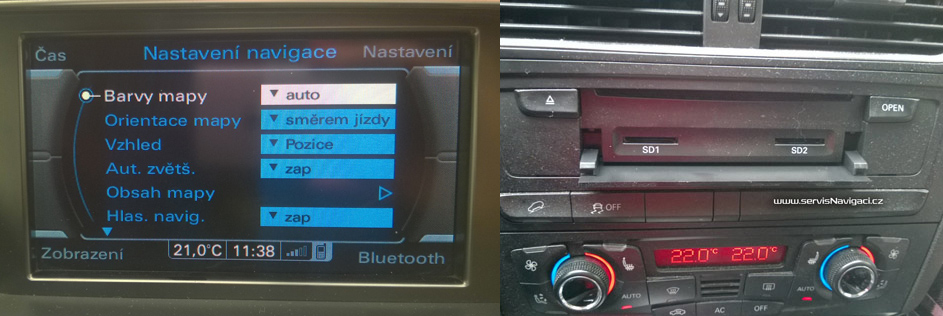 Čas
Nastavení navigace
Nastavení
Barvy mapy
auto
Orientace mapy
směrem jízdy
Vzhled
Pozice
Aut. zvětš.
zap
Obsah mapy
Hlas. navig.
zap
Zobrazení
21,0°C
11:38
Bluetooth
OPEN
SD1
SD2
OFF
www.servisNavigaci.cz
22.0° 22.0°
AUTO
AC
OFF
AUTO